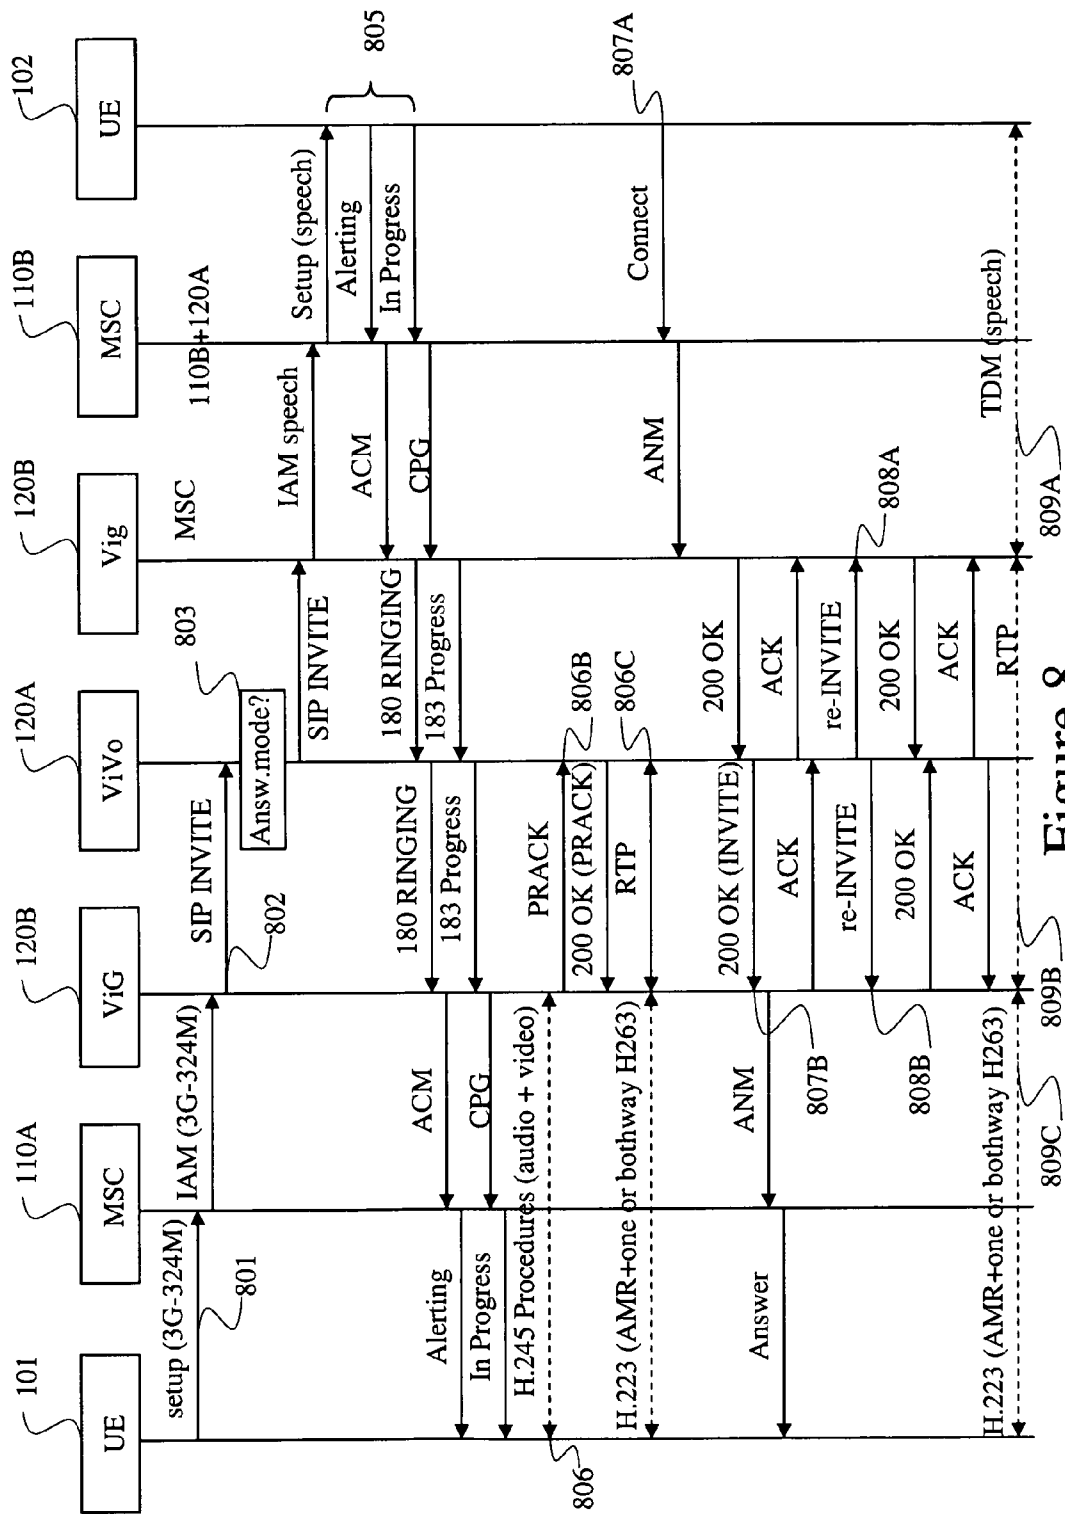 101
110A
120B
120A
120B
110B
102
UE
MSC
ViG
ViVo
Vig
MSC
UE
MSC
110B+120A
setup (3G-324M)
801
IAM (3G-324M)
SIP INVITE
802
Answ.mode?
803
SIP INVITE
IAM speech
Setup (speech)
Alerting
In Progress
805
ACM
CPG
180 RINGING
183 Progress
180 RINGING
183 Progress
ACM
CPG
Alerting
In Progress
H.245 Procedures (audio + video)
806
PRACK
806B
200 OK (PRACK)
RTP
806C
H.223 (AMR+one or bothway H263)
Connect
807A
ANM
200 OK
200 OK (INVITE)
807B
ANM
Answer
ACK
ACK
re-INVITE
808A
re-INVITE
808B
200 OK
200 OK
ACK
ACK
H.223 (AMR+one or bothway H263)
RTP
TDM (speech)
809C
809B
809A
Figure 8